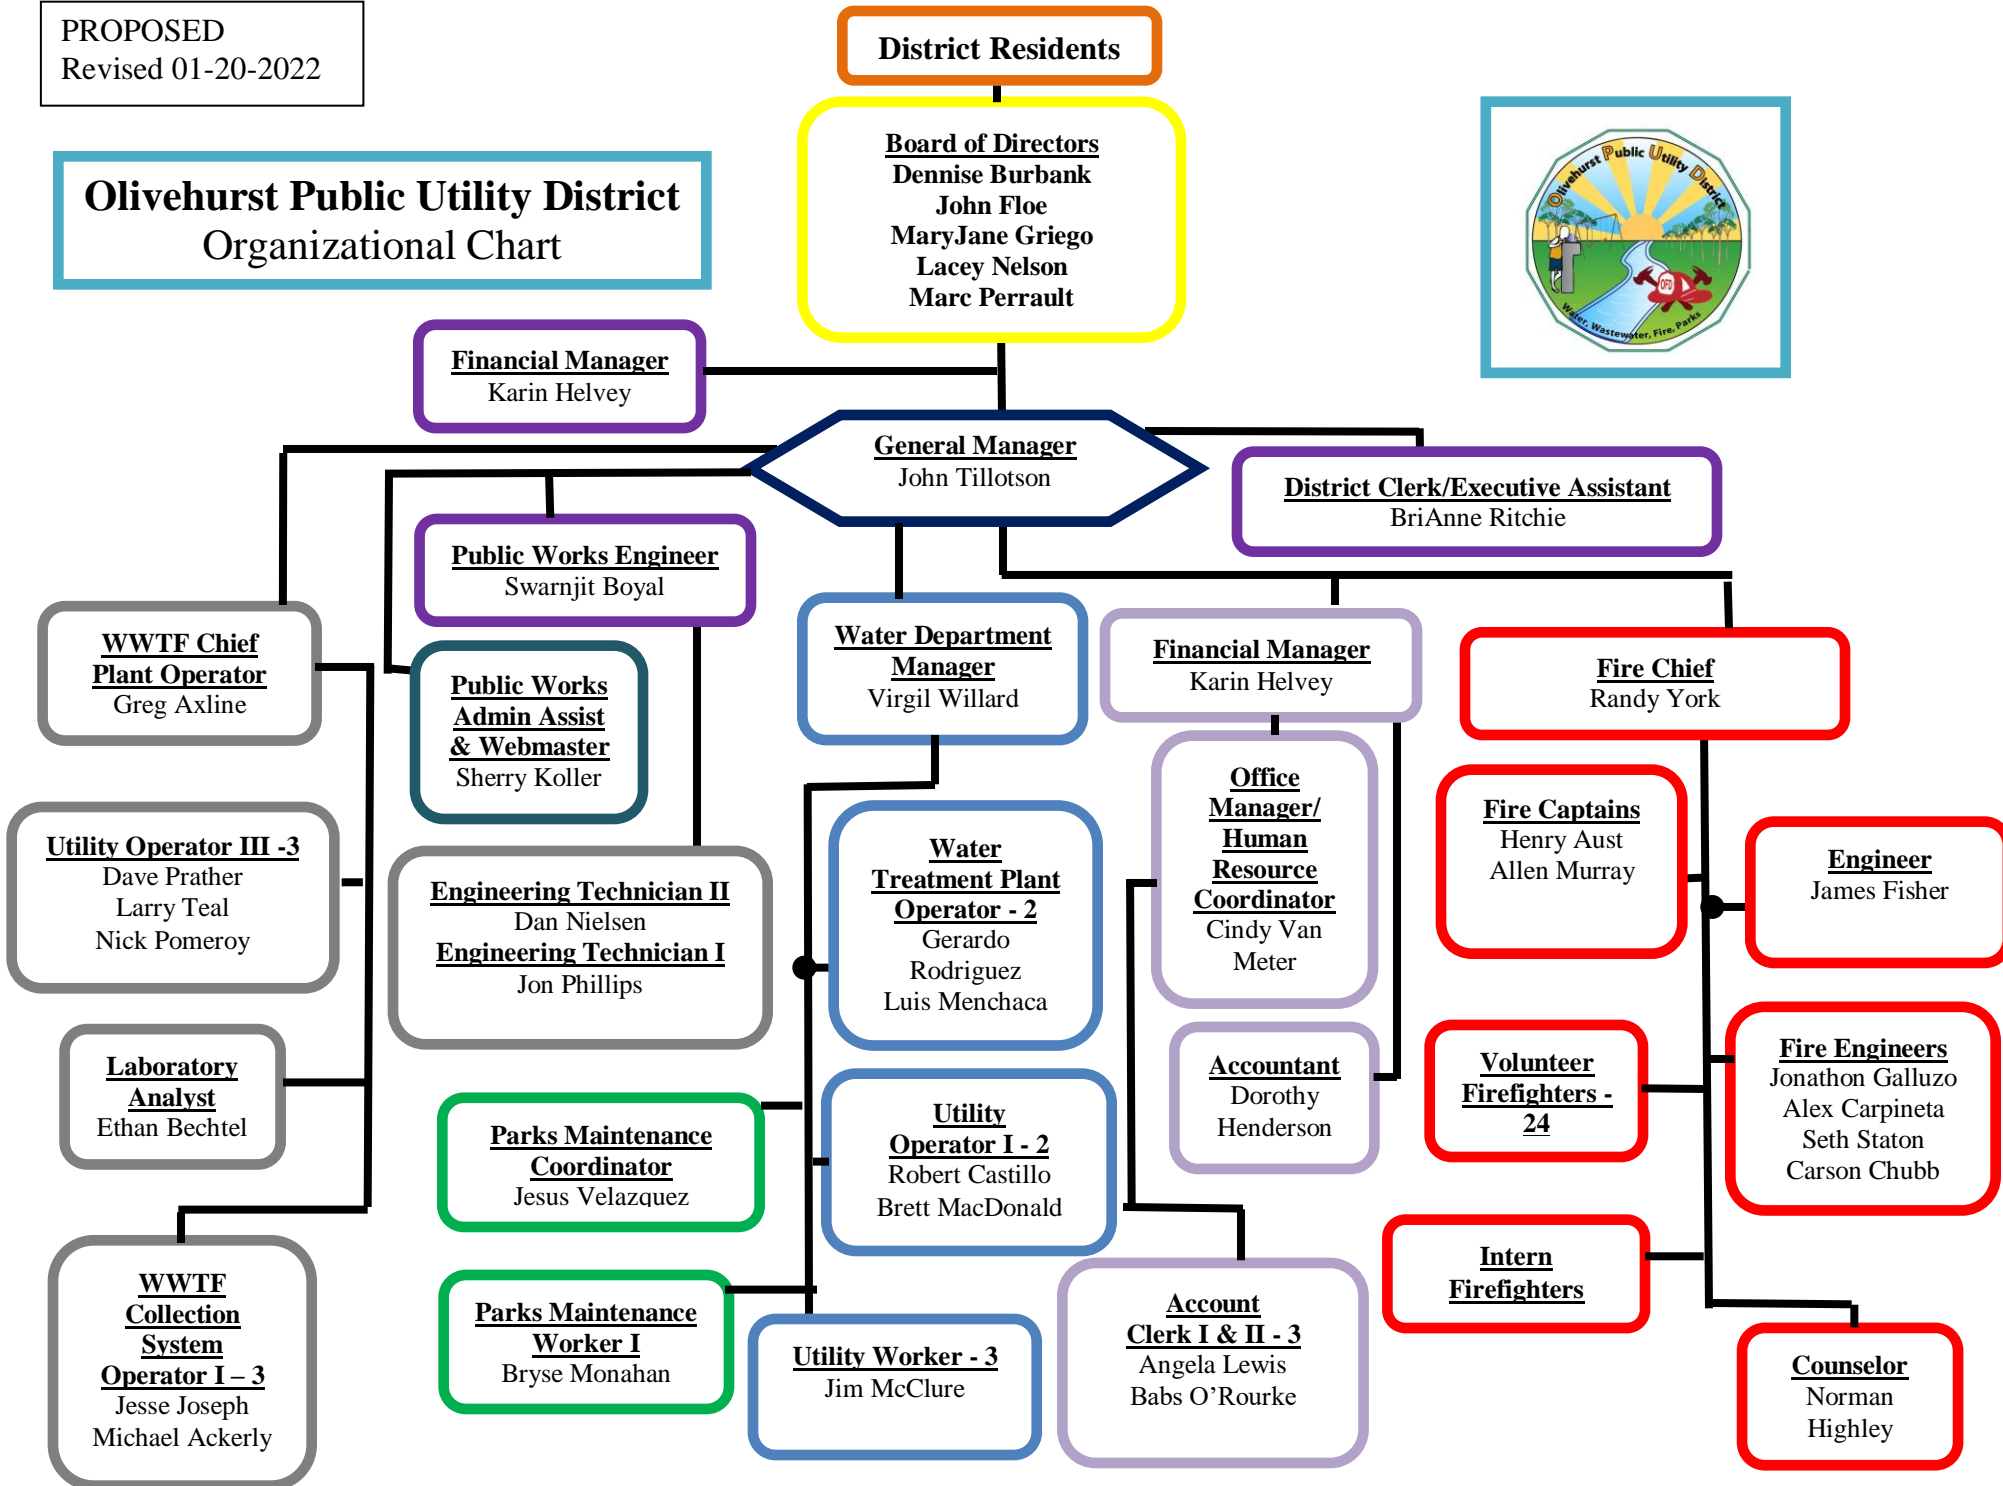 PROPOSED
Revised 01-20-2022
District Residents
Olivehurst Public Utility District
Organizational Chart
Board of Directors
Dennise Burbank
John Floe
MaryJane Griego
Lacey Nelson
Marc Perrault
Olivehurst Public Utility District
OFD
Water, Wastewater, Fire, Parks
Financial Manager
Karin Helvey
General Manager
John Tillotson
District Clerk/Executive Assistant
BriAnne Ritchie
Public Works Engineer
Swarnjit Boyal
WWTF Chief
Plant Operator
Greg Axline
Public Works
Admin Assist
& Webmaster
Sherry Koller
Water Department
Manager
Virgil Willard
Financial Manager
Karin Helvey
Fire Chief
Randy York
Utility Operator III -3
Dave Prather
Larry Teal
Nick Pomeroy
Engineering Technician II
Dan Nielsen
Engineering Technician I
Jon Phillips
Water
Treatment Plant
Operator - 2
Gerardo
Rodriguez
Luis Menchaca
Office
Manager/
Human
Resource
Coordinator
Cindy Van
Meter
Fire Captains
Henry Aust
Allen Murray
Engineer
James Fisher
Laboratory
Analyst
Ethan Bechtel
Parks Maintenance
Coordinator
Jesus Velazquez
Utility
Operator I - 2
Robert Castillo
Brett MacDonald
Accountant
Dorothy
Henderson
Volunteer
Firefighters -
24
Fire Engineers
Jonathon Galluzo
Alex Carpineta
Seth Staton
Carson Chubb
WWTF
Collection
System
Operator I – 3
Jesse Joseph
Michael Ackerly
Parks Maintenance
Worker I
Bryse Monahan
Utility Worker - 3
Jim McClure
Account
Clerk I & II - 3
Angela Lewis
Babs O’Rourke
Intern
Firefighters
Counselor
Norman
Highley